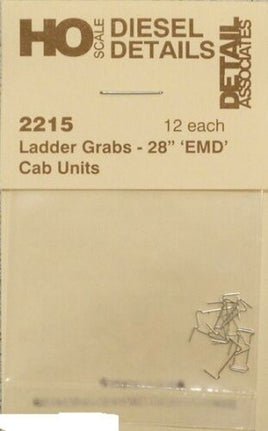 HO SCALE DIESEL
DETAILS
DETAIL
ASSOCIATES
2215 12 each
Ladder Grabs - 28” ‘EMD’
Cab Units